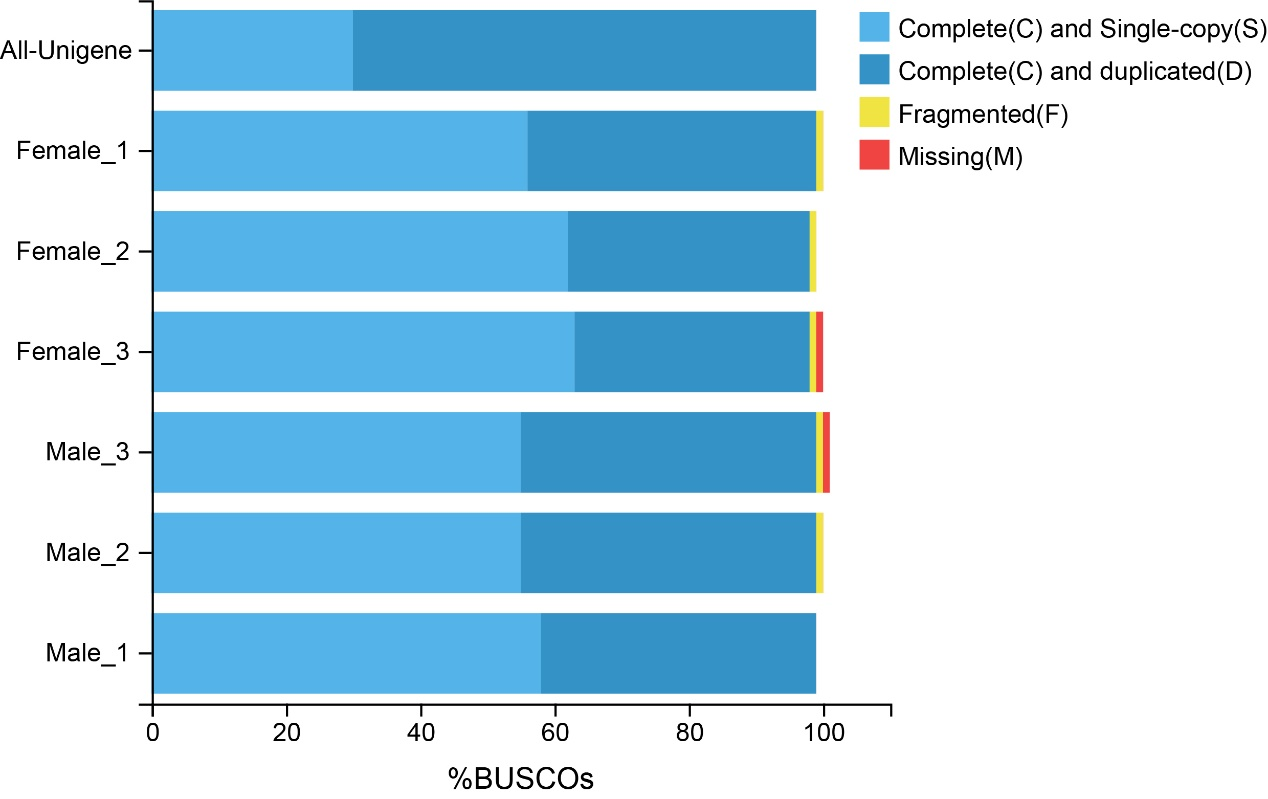 All-Unigene
Female_1
Female_2
Female_3
Male_3
Male_2
Male_1
0 20 40 60 80 100
%BUSCOs
Complete(C) and Single-copy(S)
Complete(C) and duplicated(D)
Fragmented(F)
Missing(M)